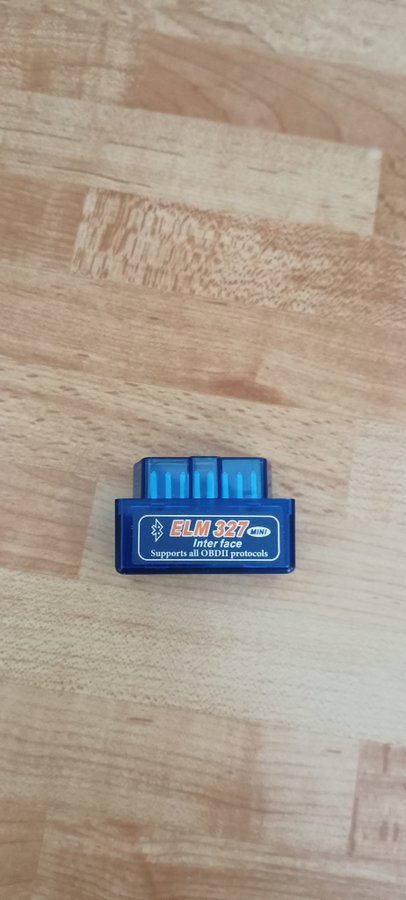 ELM 327 MINI
Inter face
Supports all OBDII protocols